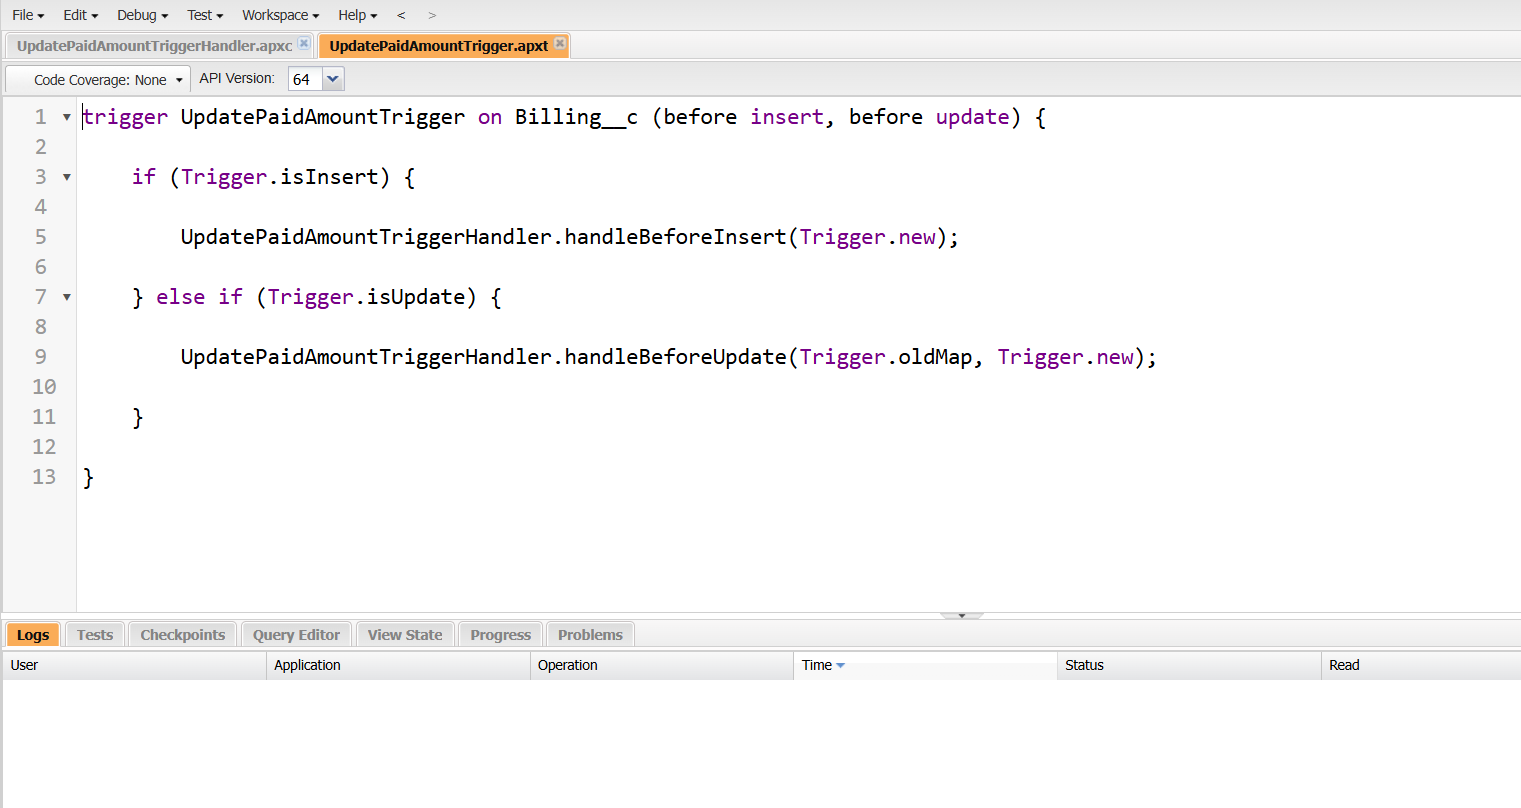 File Edit Debug Test Workspace Help < >
UpdatePaidAmountTriggerHandler.apxc UpdatePaidAmountTrigger.apxt
Code Coverage: None API Version: 64
1 trigger UpdatePaidAmountTrigger on Billing__c (before insert, before update) {
2
3 if (Trigger.isInsert) {
4
5 UpdatePaidAmountTriggerHandler.handleBeforeInsert(Trigger.new);
6
7 } else if (Trigger.isUpdate) {
8
9 UpdatePaidAmountTriggerHandler.handleBeforeUpdate(Trigger.oldMap, Trigger.new);
10
11 }
12
13 }
Logs Tests Checkpoints Query Editor View State Progress Problems
User Application Operation Time Status Read